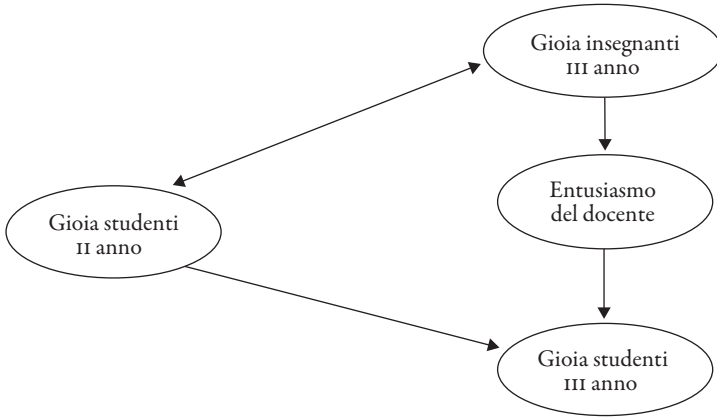 Gioia insegnanti
III anno
Entusiasmo
del docente
Gioia studenti
II anno
Gioia studenti
III anno